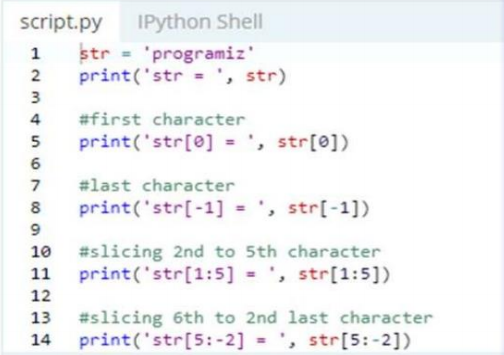 script.py IPython Shell
1 str = 'programiz'
2 print('str = ', str)
3
4 #first character
5 print('str[0] = ', str[0])
6
7 #last character
8 print('str[-1] = ', str[-1])
9
10 #slicing 2nd to 5th character
11 print('str[1:5] = ', str[1:5])
12
13 #slicing 6th to 2nd last character
14 print('str[5:-2] = ', str[5:-2])